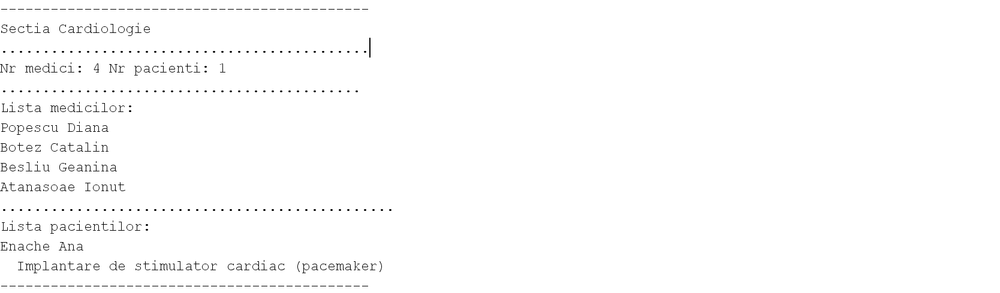 --------------------------------------------
Sectia Cardiologie
............................................
Nr medici: 4 Nr pacienti: 1
...........................................
Lista medicilor:
Popescu Diana
Botez Catalin
Besliu Geanina
Atanasoae Ionut
...............................................
Lista pacientilor:
Enache Ana
  Implantare de stimulator cardiac (pacemaker)
--------------------------------------------